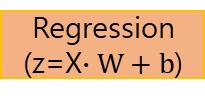 Regression
(z=X· W + b)